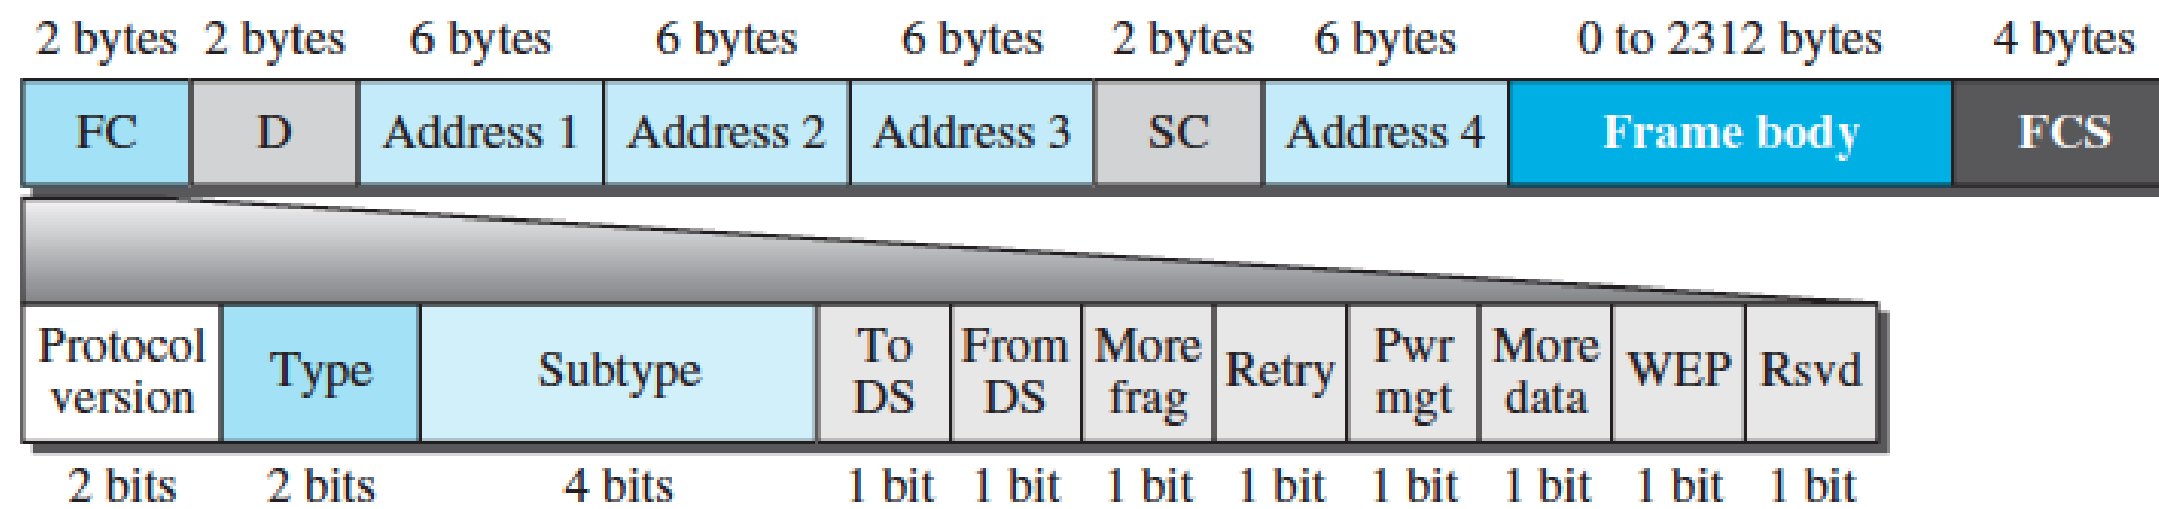 2 bytes 2 bytes 6 bytes 6 bytes 6 bytes 2 bytes 6 bytes 0 to 2312 bytes 4 bytes
FC D Address 1 Address 2 Address 3 SC Address 4 Frame body FCS
Protocol version Type Subtype To DS From DS More frag Retry Pwr mgt More data WEP Rsvd
2 bits 2 bits 4 bits 1 bit 1 bit 1 bit 1 bit 1 bit 1 bit 1 bit 1 bit